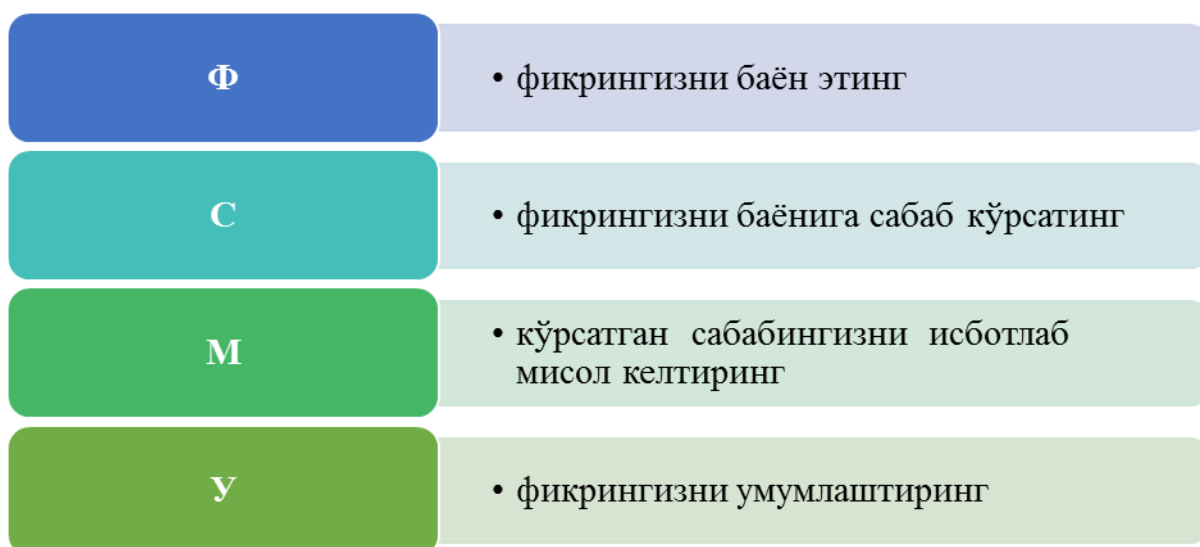 Ф
• фикрингизни баён этинг
С
• фикрингизни баёнига сабаб кўрсатинг
М
• кўрсатган сабабингизни исботлаб
мисол келтиринг
У
• фикрингизни умумлаштиринг